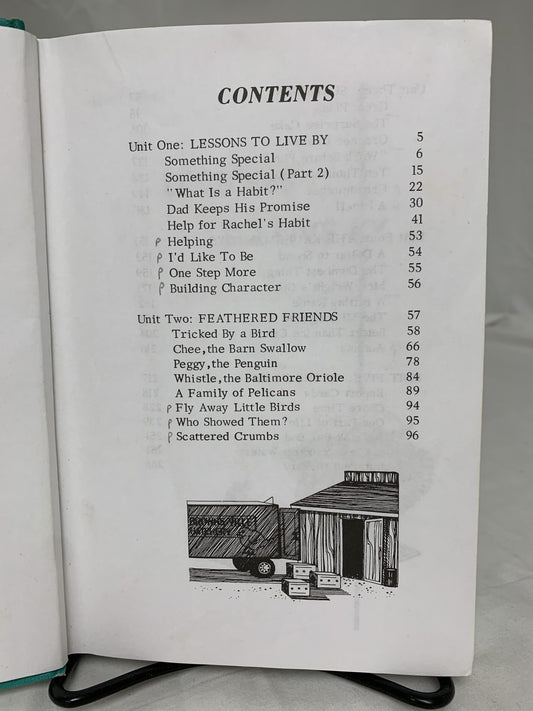 CONTENTS
Unit One: LESSONS TO LIVE BY 5
Something Special 6
Something Special (Part 2) 15
"What Is a Habit?" 22
Dad Keeps His Promise 30
Help for Rachel's Habit 41
p Helping 53
p I'd Like To Be 54
p One Step More 55
p Building Character 56
Unit Two: FEATHERED FRIENDS 57
Tricked By a Bird 58
Chee, the Barn Swallow 66
Peggy, the Penguin 78
Whistle, the Baltimore Oriole 84
A Family of Pelicans 89
p Fly Away Little Birds 94
p Who Showed Them? 95
p Scattered Crumbs 96